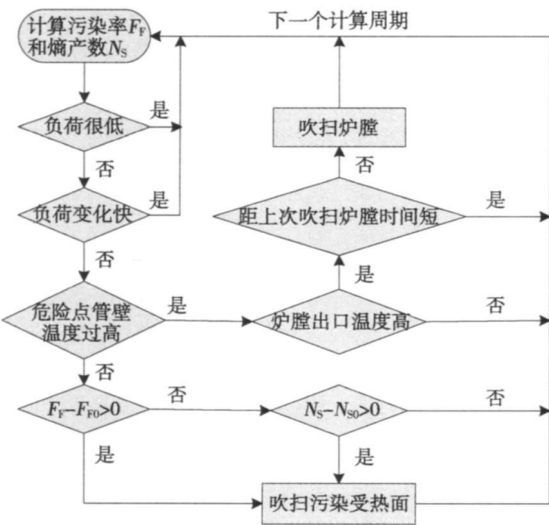 下一个计算周期
计算污染率F_F
和熵产数N_S
负荷很低
是
否
吹扫炉膛
否
负荷变化快
是
距上次吹扫炉膛时间短
是
否
是
危险点管壁
温度过高
是
炉膛出口温度高
否
否
F_F-F_F0>0
否
N_S-N_S0>0
否
是
是
吹扫污染受热面